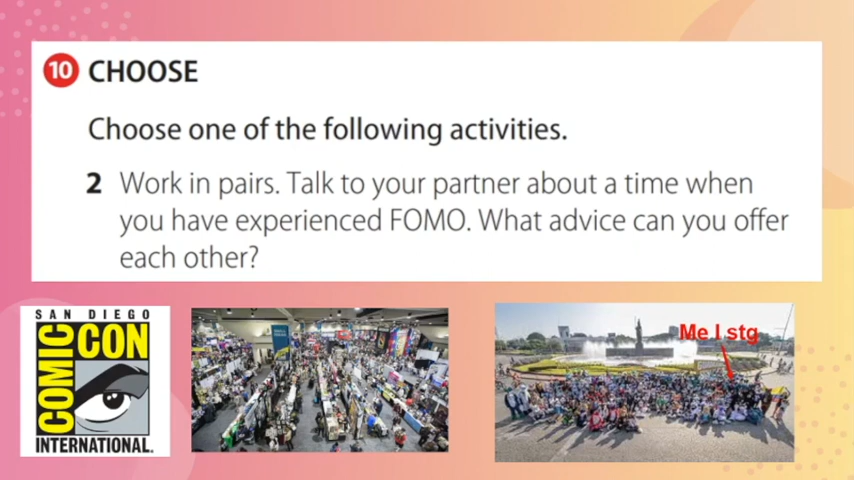 10 CHOOSE
Choose one of the following activities.
2 Work in pairs. Talk to your partner about a time when
you have experienced FOMO. What advice can you offer
each other?
SAN DIEGO
COMIC
CON
INTERNATIONAL.
Me I stg